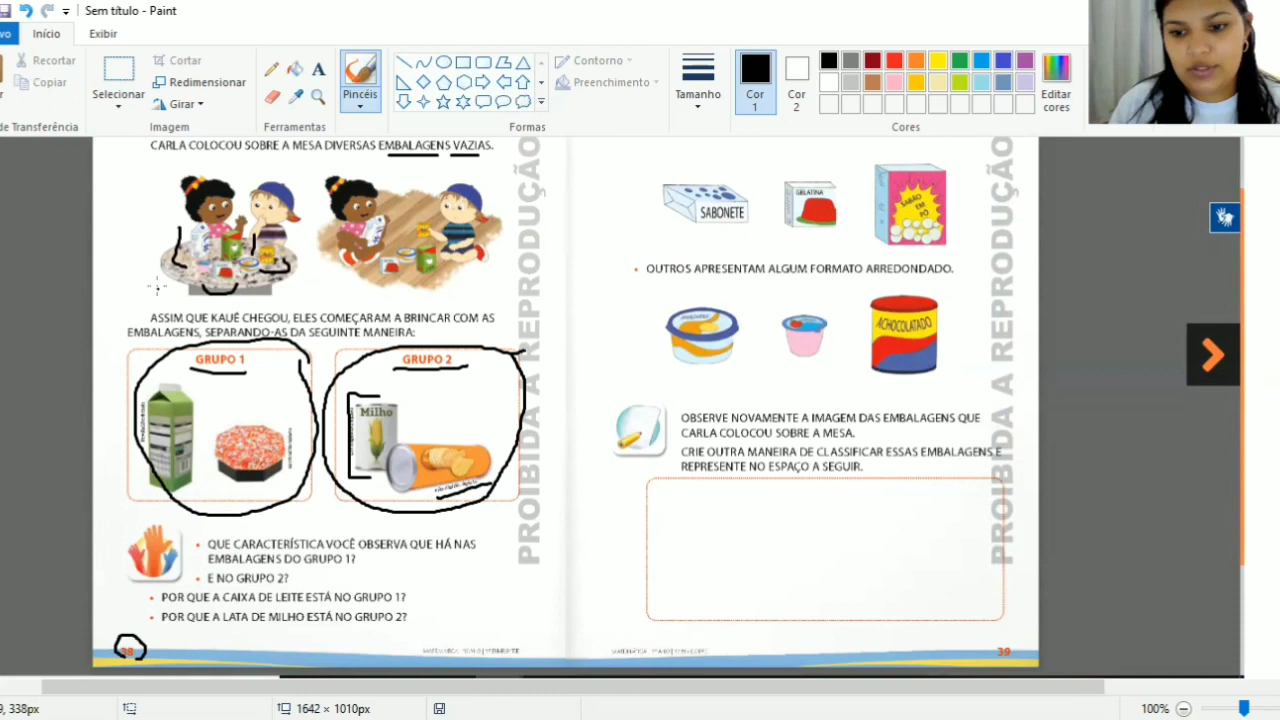 Sem título - Paint
Início
Exibir
Recortar
Copiar
de Transferência
Selecionar
Cortar
Redimensionar
Girar
Imagem
A
Ferramentas
Pincéis
Contorno
Preenchimento
Formas
Tamanho
Cor
1
Cor
2
Cores
Editar
cores
CARLA COLOCOU SOBRE A MESA DIVERSAS EMBALAGENS VAZIAS.
ASSIM QUE KAUÊ CHEGOU, ELES COMEÇARAM A BRINCAR COM AS
EMBALAGENS, SEPARANDO-AS DA SEGUINTE MANEIRA:
GRUPO 1
GRUPO 2
Milho
• QUE CARACTERÍSTICA VOCÊ OBSERVA QUE HÁ NAS
EMBALAGENS DO GRUPO 1?
• E NO GRUPO 2?
• POR QUE A CAIXA DE LEITE ESTÁ NO GRUPO 1?
• POR QUE A LATA DE MILHO ESTÁ NO GRUPO 2?
38
PROIBIDA A REPRODUÇÃO
SABONETE
GELATINA
SABÃO
EM
PÓ
• OUTROS APRESENTAM ALGUM FORMATO ARREDONDADO.
ACHOCOLATADO
OBSERVE NOVAMENTE A IMAGEM DAS EMBALAGENS QUE
CARLA COLOCOU SOBRE A MESA.
CRIE OUTRA MANEIRA DE CLASSIFICAR ESSAS EMBALAGENS E
REPRESENTE NO ESPAÇO A SEGUIR.
39
PROIBIDA A REPRODUÇÃO
338px
1642 × 1010px
100%